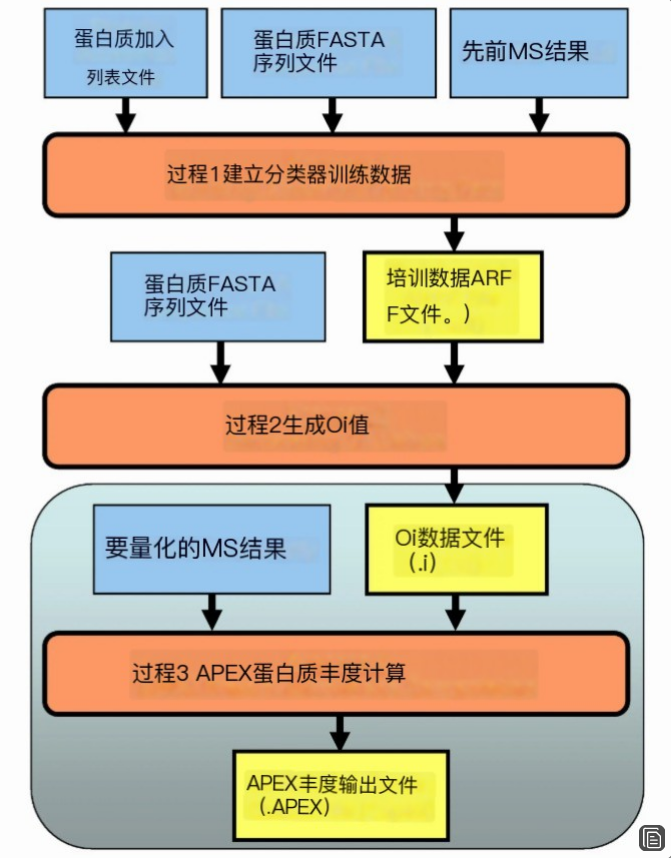 蛋白质加入
列表文件
蛋白质FASTA
序列文件
先前MS结果
过程1建立分类器训练数据
蛋白质FASTA
序列文件
培训数据ARF
F文件。)
过程2生成Oi值
要量化的MS结果
Oi数据文件
(.i)
过程3 APEX蛋白质丰度计算
APEX丰度输出文件
(.APEX)